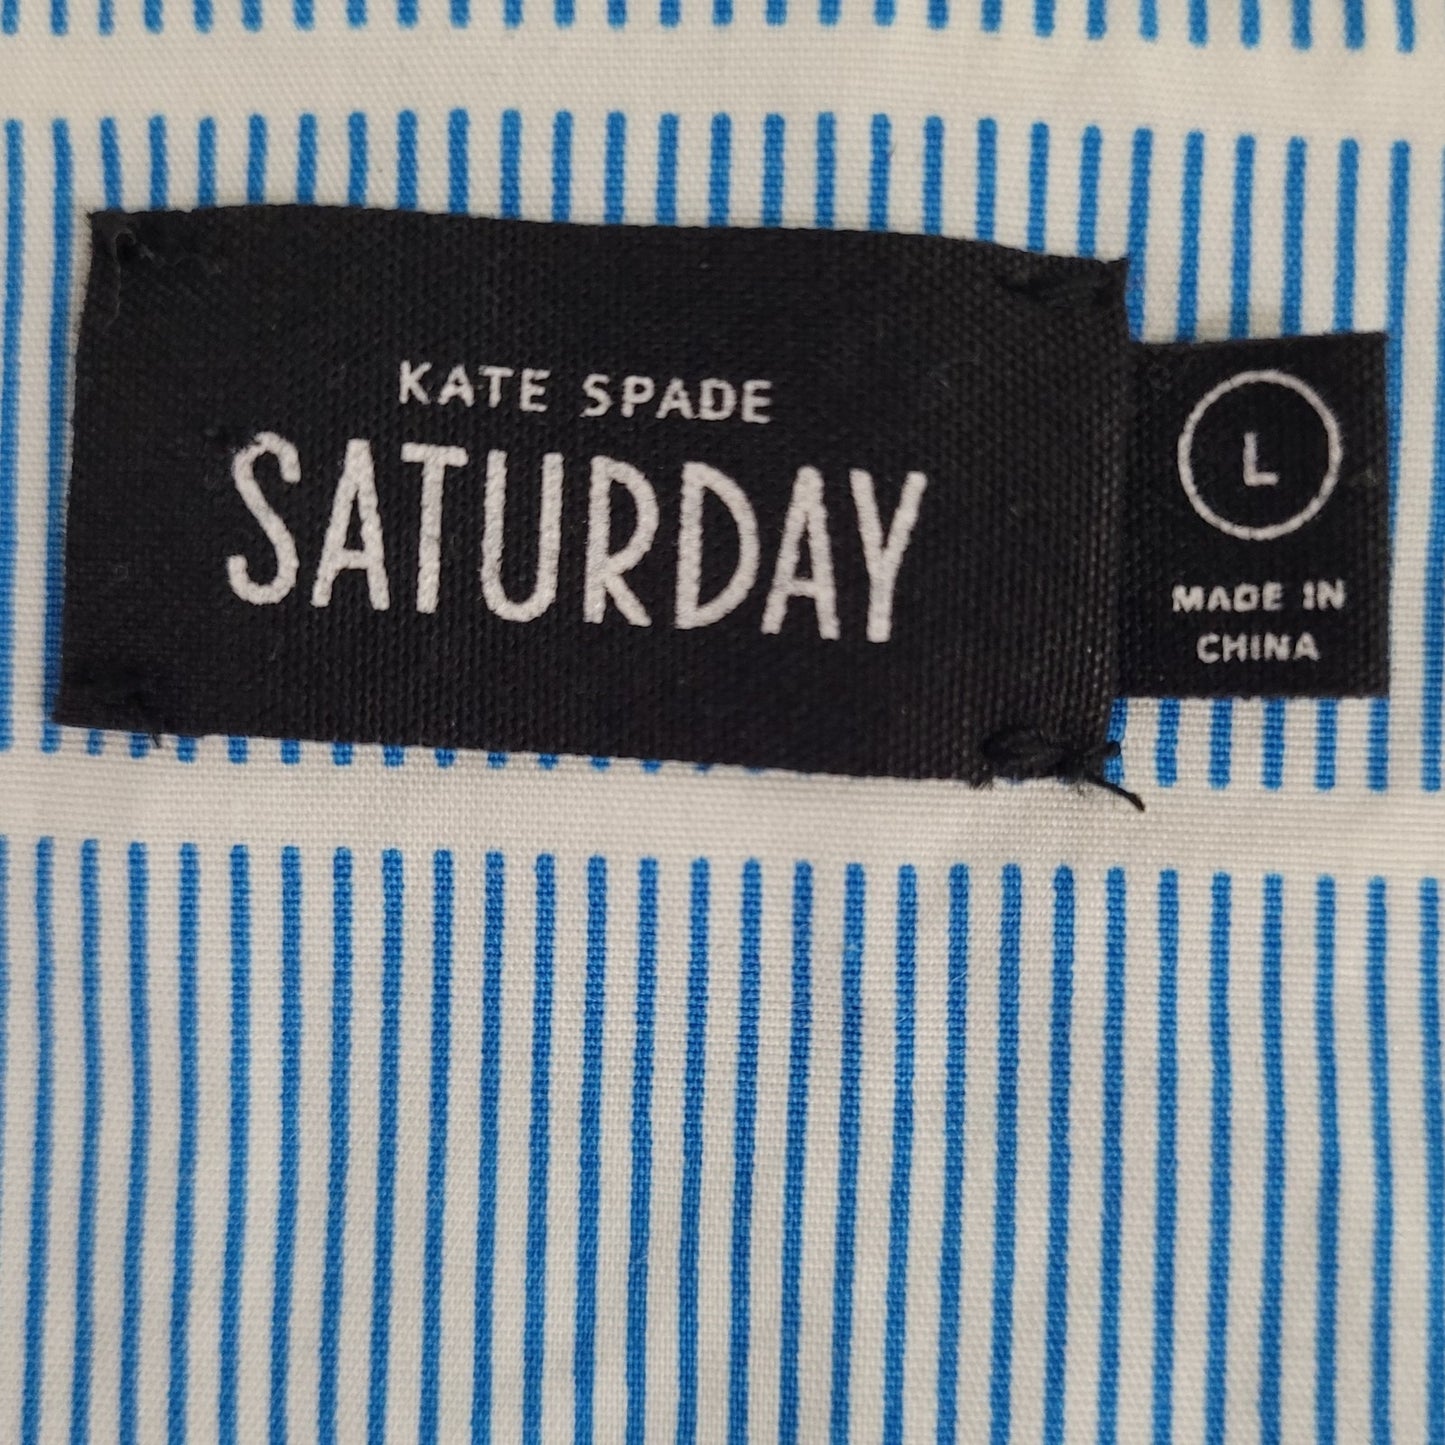 KATE SPADE
SATURDAY
L
MADE IN
CHINA